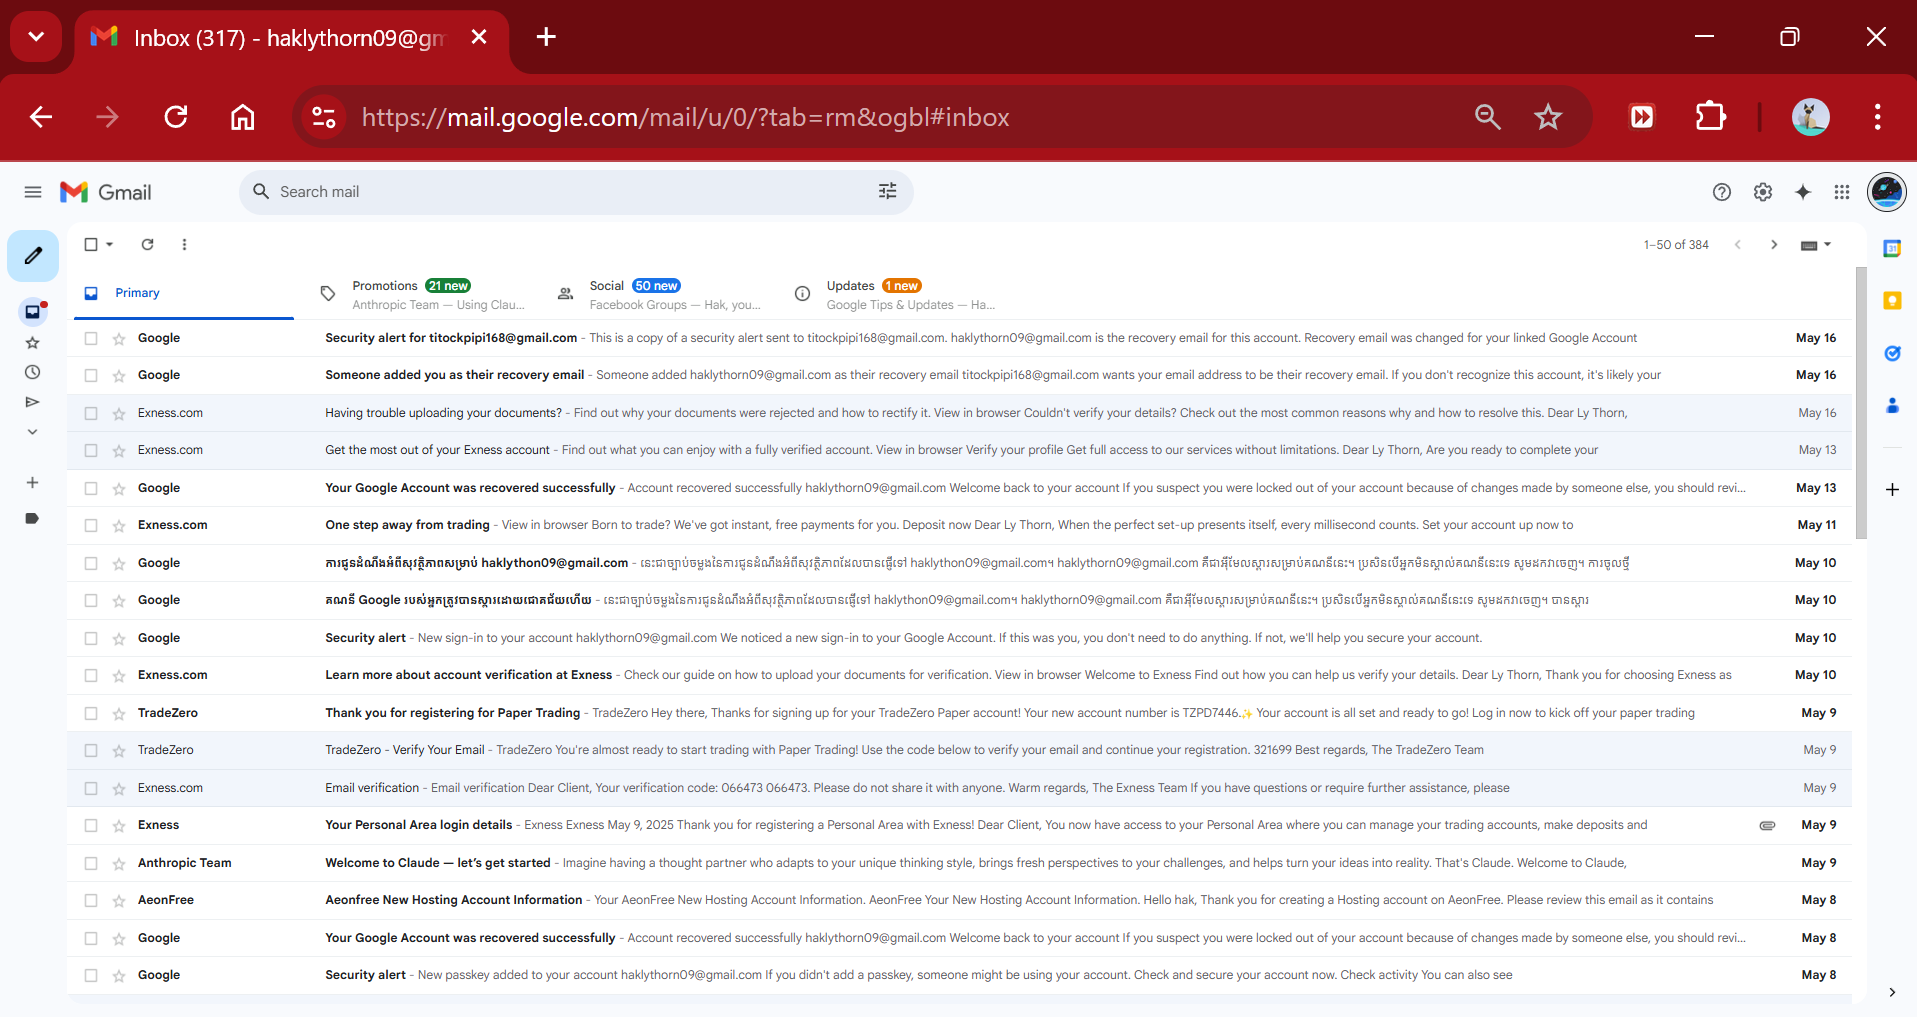 Inbox (317) - haklythorn09@gm
https://mail.google.com/mail/u/0/?tab=rm&ogbl#inbox
Gmail
Search mail
1–50 of 384
Primary
Promotions 21 new
Anthropic Team — Using Clau...
Social 50 new
Facebook Groups — Hak, you...
Updates 1 new
Google Tips & Updates — Ha...
Google Security alert for titockpipi168@gmail.com - This is a copy of a security alert sent to titockpipi168@gmail.com. haklythorn09@gmail.com is the recovery email for this account. Recovery email was changed for your linked Google Account May 16
Google Someone added you as their recovery email - Someone added haklythorn09@gmail.com as their recovery email titockpipi168@gmail.com wants your email address to be their recovery email. If you don't recognize this account, it's likely your May 16
Exness.com Having trouble uploading your documents? - Find out why your documents were rejected and how to rectify it. View in browser Couldn't verify your details? Check out the most common reasons why and how to resolve this. Dear Ly Thorn, May 16
Exness.com Get the most out of your Exness account - Find out what you can enjoy with a fully verified account. View in browser Verify your profile Get full access to our services without limitations. Dear Ly Thorn, Are you ready to complete your May 13
Google Your Google Account was recovered successfully - Account recovered successfully haklythorn09@gmail.com Welcome back to your account If you suspect you were locked out of your account because of changes made by someone else, you should revi... May 13
Exness.com One step away from trading - View in browser Born to trade? We've got instant, free payments for you. Deposit now Dear Ly Thorn, When the perfect set-up presents itself, every millisecond counts. Set your account up now to May 11
Google ការជូនដំណឹងអំពីសុវត្ថិភាពសម្រាប់ haklython09@gmail.com - នេះជាច្បាប់ចម្លងនៃការជូនដំណឹងអំពីសុវត្ថិភាពដែលបានផ្ញើទៅ haklython09@gmail.com។ haklythorn09@gmail.com គឺជាអ៊ីមែលស្ដារសម្រាប់គណនីនេះ។ ប្រសិនបើអ្នកមិនស្គាល់គណនីនេះទេ សូមដកវាចេញ។ ការចូលថ្មី May 10
Google គណនី Google របស់អ្នកត្រូវបានស្ដារដោយជោគជ័យហើយ - នេះជាច្បាប់ចម្លងនៃការជូនដំណឹងអំពីសុវត្ថិភាពដែលបានផ្ញើទៅ haklython09@gmail.com។ haklythorn09@gmail.com គឺជាអ៊ីមែលស្ដារសម្រាប់គណនីនេះ។ ប្រសិនបើអ្នកមិនស្គាល់គណនីនេះទេ សូមដកវាចេញ។ បានស្ដារ May 10
Google Security alert - New sign-in to your account haklythorn09@gmail.com We noticed a new sign-in to your Google Account. If this was you, you don't need to do anything. If not, we'll help you secure your account. May 10
Exness.com Learn more about account verification at Exness - Check our guide on how to upload your documents for verification. View in browser Welcome to Exness Find out how you can help us verify your details. Dear Ly Thorn, Thank you for choosing Exness as May 10
TradeZero Thank you for registering for Paper Trading - TradeZero Hey there, Thanks for signing up for your TradeZero Paper account! Your new account number is TZPD7446.✨ Your account is all set and ready to go! Log in now to kick off your paper trading May 9
TradeZero TradeZero - Verify Your Email - TradeZero You're almost ready to start trading with Paper Trading! Use the code below to verify your email and continue your registration. 321699 Best regards, The TradeZero Team May 9
Exness.com Email verification - Email verification Dear Client, Your verification code: 066473 066473. Please do not share it with anyone. Warm regards, The Exness Team If you have questions or require further assistance, please May 9
Exness Your Personal Area login details - Exness Exness May 9, 2025 Thank you for registering a Personal Area with Exness! Dear Client, You now have access to your Personal Area where you can manage your trading accounts, make deposits and May 9
Anthropic Team Welcome to Claude — let's get started - Imagine having a thought partner who adapts to your unique thinking style, brings fresh perspectives to your challenges, and helps turn your ideas into reality. That's Claude. Welcome to Claude, May 9
AeonFree Aeonfree New Hosting Account Information - Your AeonFree New Hosting Account Information. AeonFree Your New Hosting Account Information. Hello hak, Thank you for creating a Hosting account on AeonFree. Please review this email as it contains May 8
Google Your Google Account was recovered successfully - Account recovered successfully haklythorn09@gmail.com Welcome back to your account If you suspect you were locked out of your account because of changes made by someone else, you should revi... May 8
Google Security alert - New passkey added to your account haklythorn09@gmail.com If you didn't add a passkey, someone might be using your account. Check and secure your account now. Check activity You can also see May 8